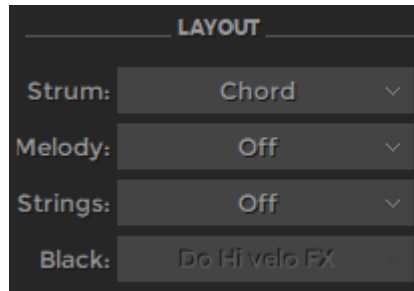 LAYOUT
Strum: Chord
Melody: Off
Strings: Off
Black: Do Hi velo FX